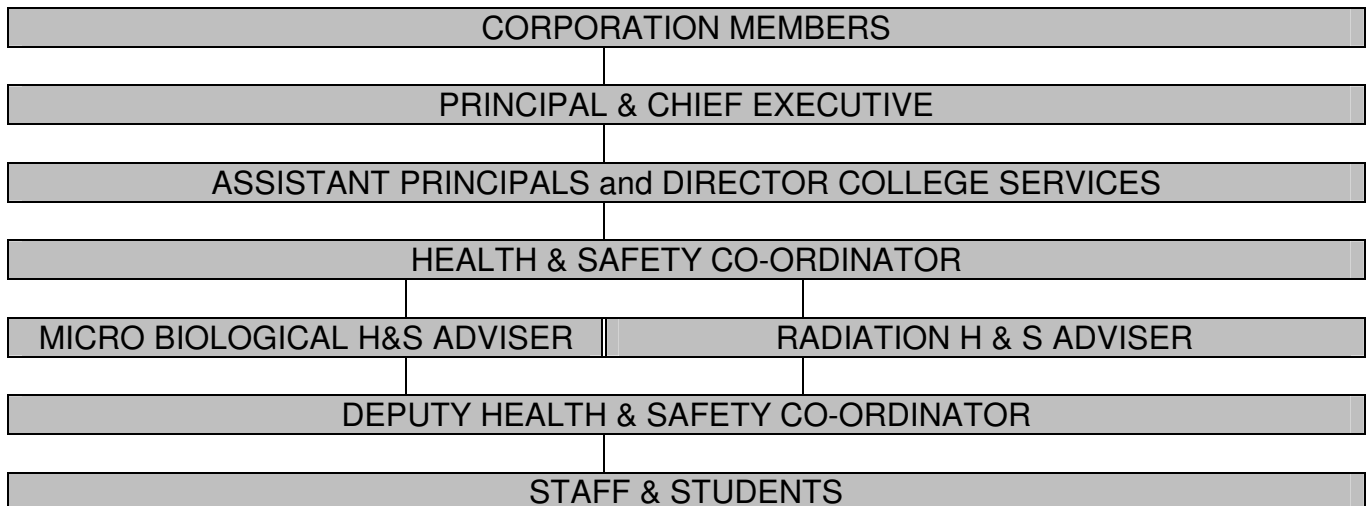 CORPORATION MEMBERS
PRINCIPAL & CHIEF EXECUTIVE
ASSISTANT PRINCIPALS and DIRECTOR COLLEGE SERVICES
HEALTH & SAFETY CO-ORDINATOR
MICRO BIOLOGICAL H&S ADVISER
RADIATION H & S ADVISER
DEPUTY HEALTH & SAFETY CO-ORDINATOR
STAFF & STUDENTS